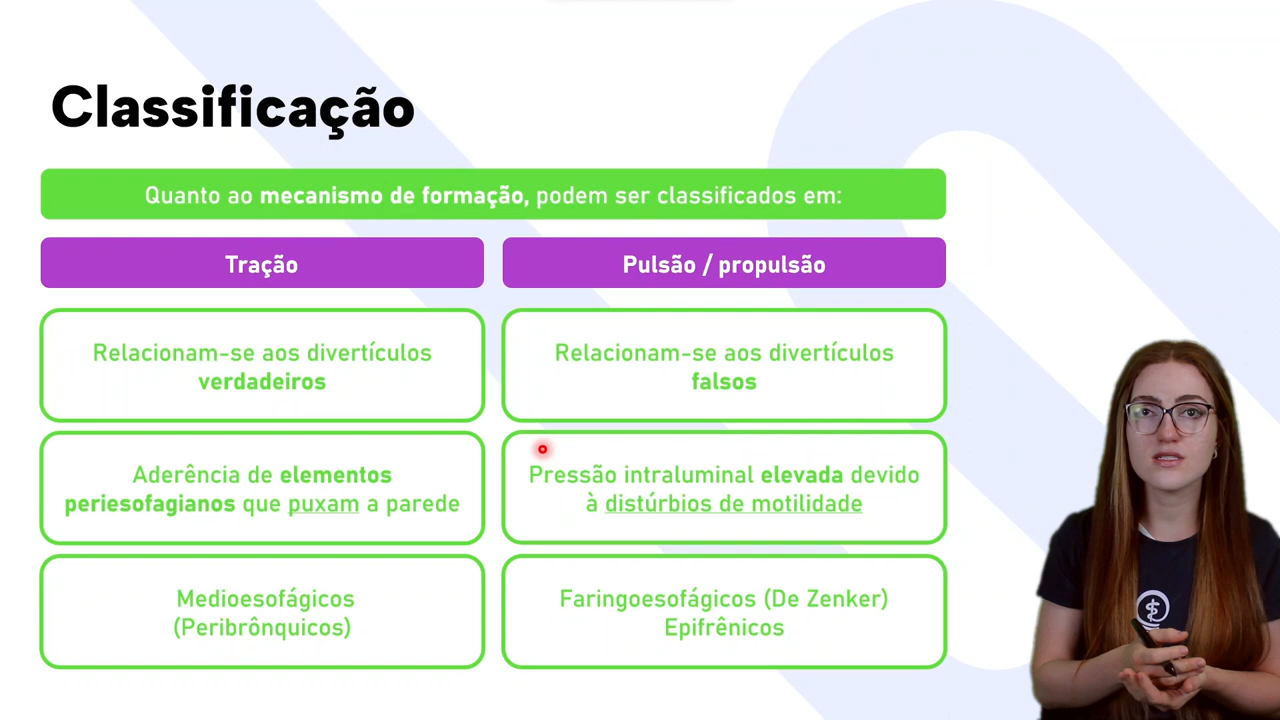 Classificação
Quanto ao mecanismo de formação, podem ser classificados em:
Tração
Pulsão / propulsão
Relacionam-se aos divertículos
verdadeiros
Relacionam-se aos divertículos
falsos
Aderência de elementos
periesofagianos que puxam a parede
Pressão intraluminal elevada devido
à distúrbios de motilidade
Medioesofágicos
(Peribrônquicos)
Faringoesofágicos (De Zenker)
Epifrênicos